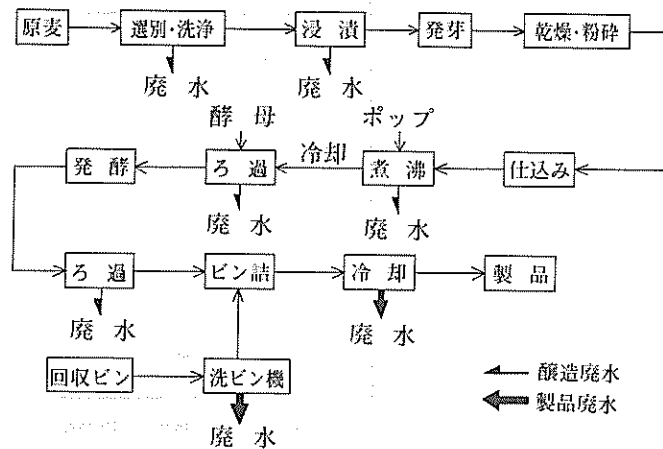 原麦
選別・洗浄
浸漬
発芽
乾燥・粉砕
廃水
廃水
酵母
ポップ
発酵
ろ過
冷却
煮沸
仕込み
廃水
廃水
ろ過
ビン詰
冷却
製品
廃水
廃水
回収ビン
洗ビン機
醸造廃水
製品廃水
廃水